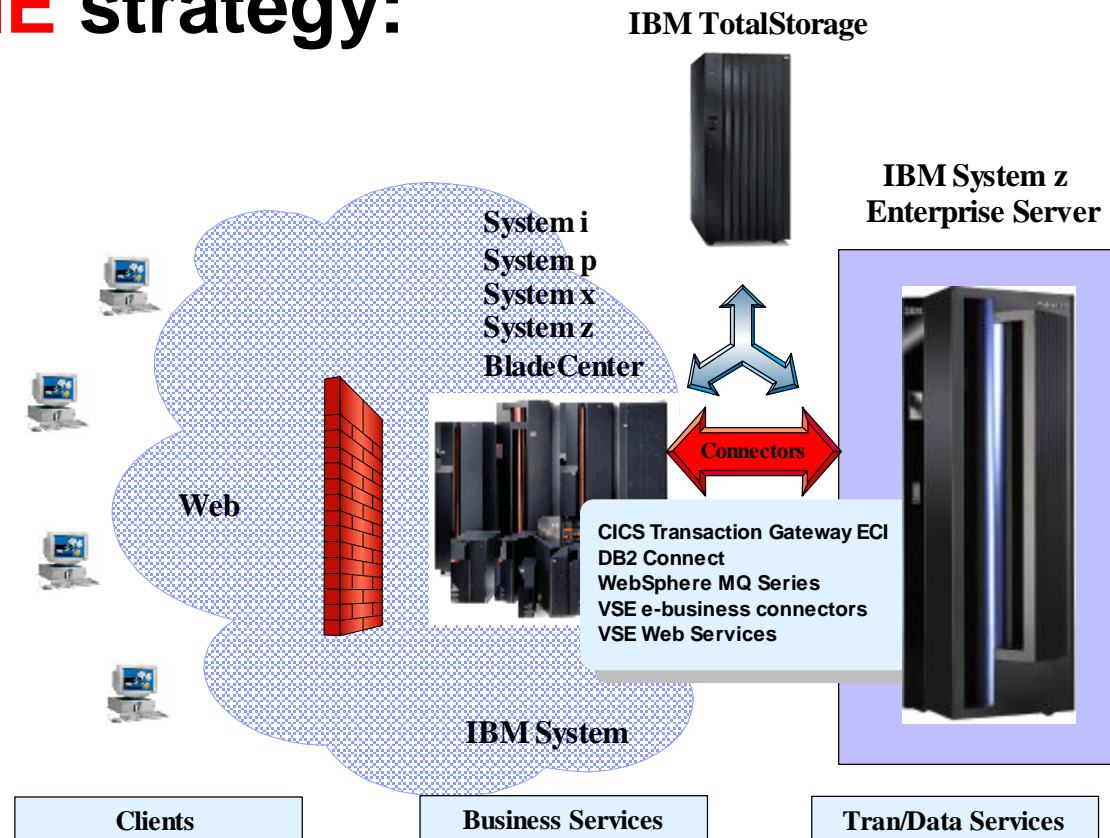 strategy:
IBM TotalStorage
IBM System z
Enterprise Server
System i
System p
System x
System z
BladeCenter
Connectors
Web
CICS Transaction Gateway ECI
DB2 Connect
WebSphere MQ Series
VSE e-business connectors
VSE Web Services
IBM System
Clients
Business Services
Tran/Data Services